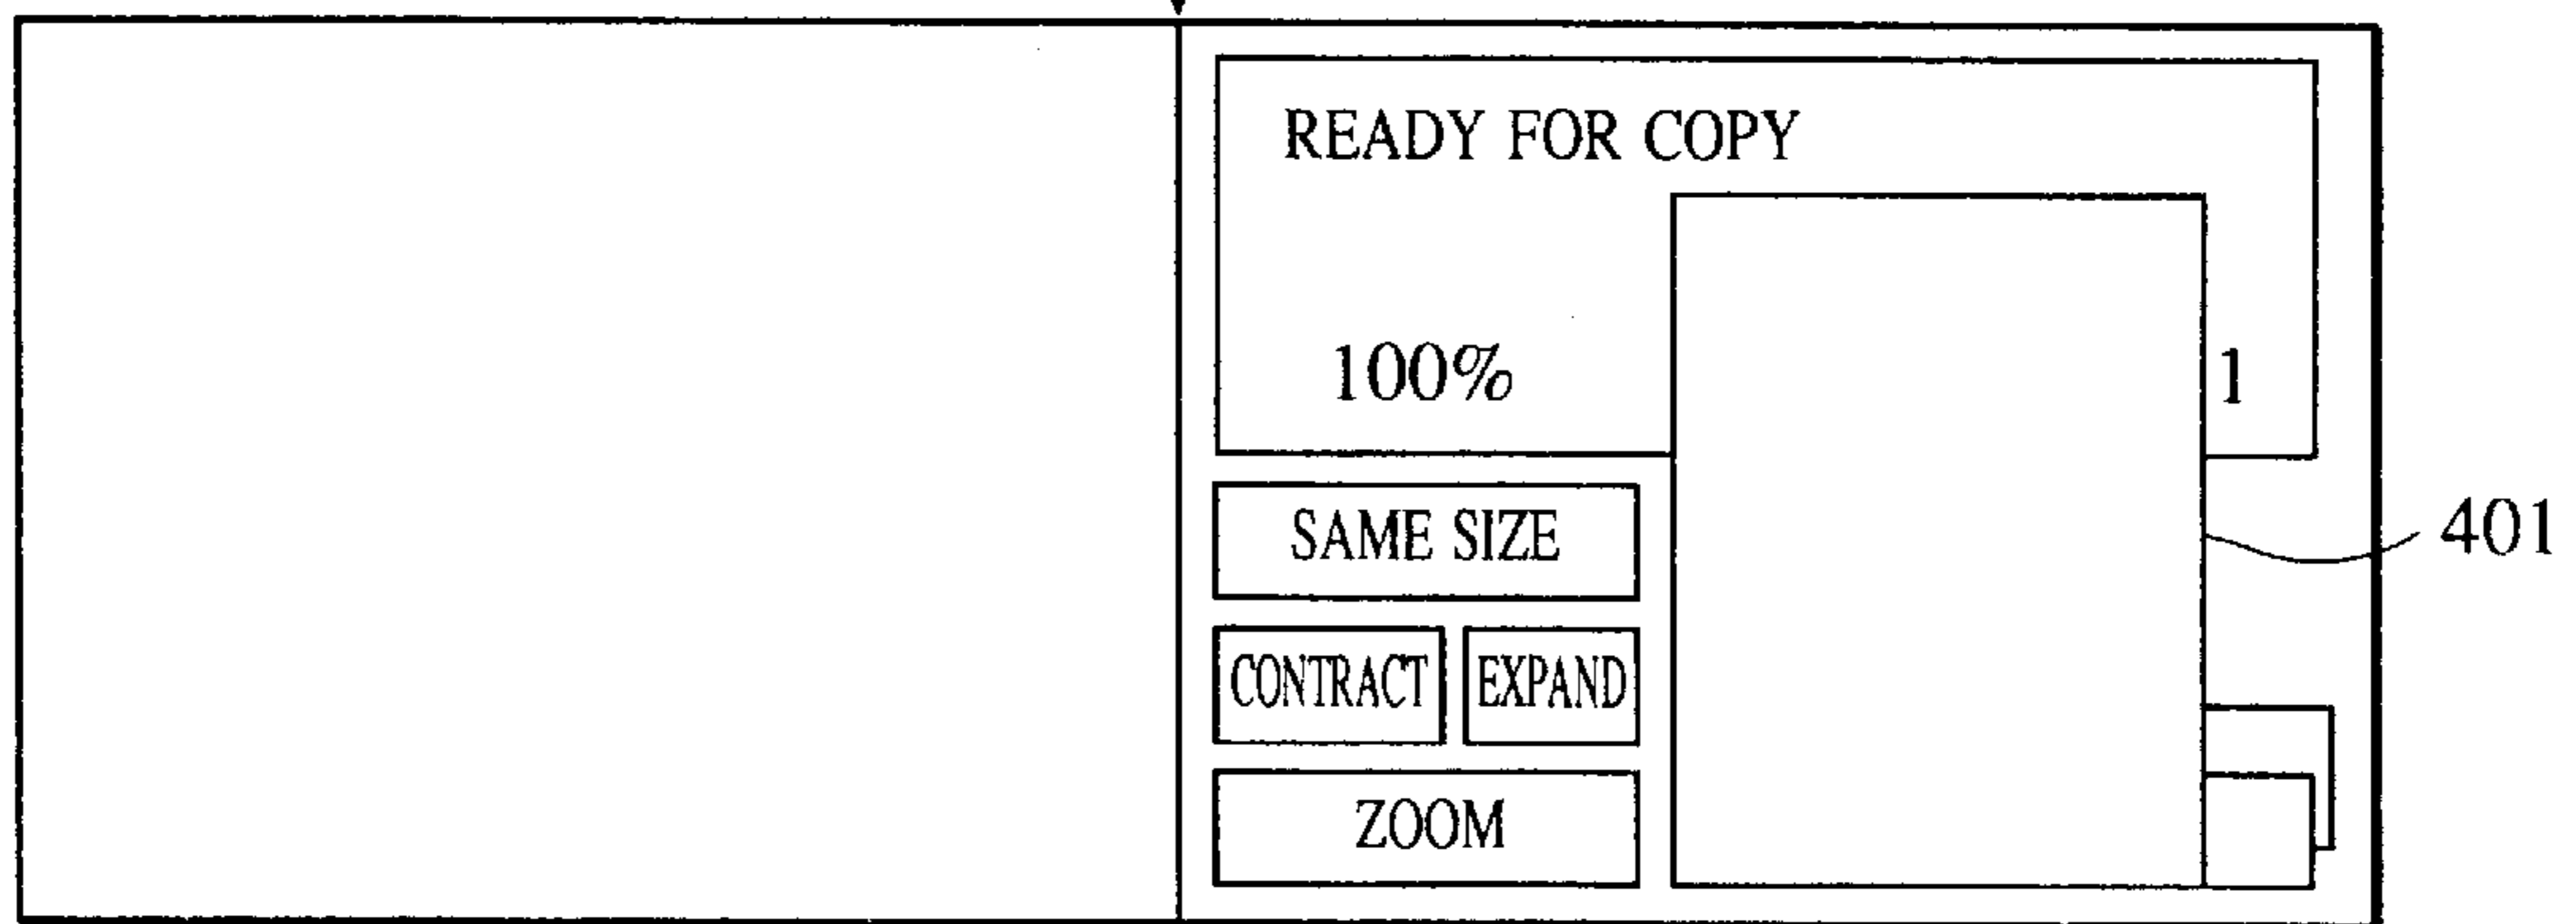 READY FOR COPY
100% 1
SAME SIZE
401
CONTRACT EXPAND
ZOOM